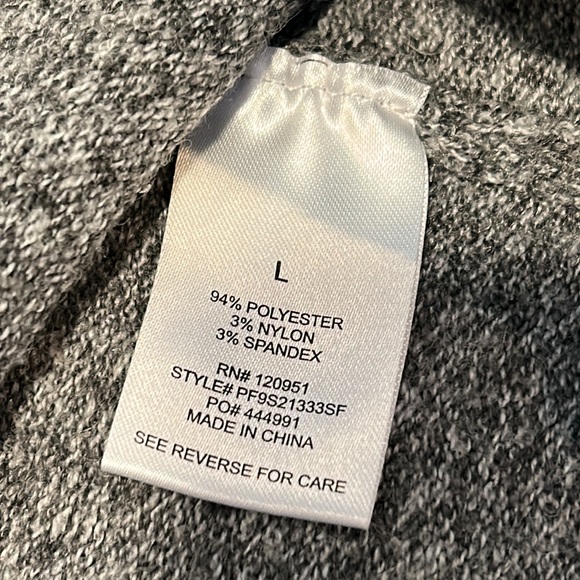 L
94% POLYESTER
3% NYLON
3% SPANDEX
RN# 120951
STYLE# PF9S21333SF
PO# 444991
MADE IN CHINA
SEE REVERSE FOR CARE